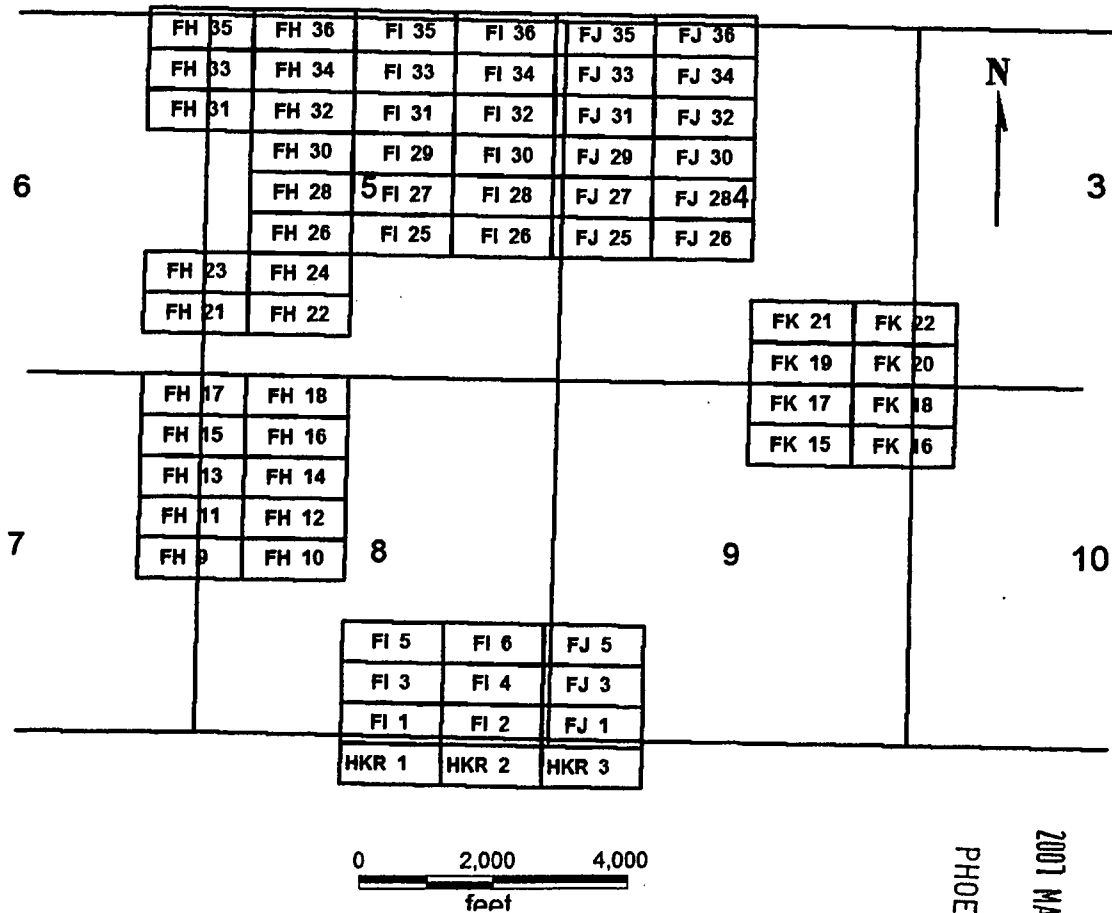 FH 35 FH 36 FI 35 FI 36 FJ 35 FJ 36
FH 33 FH 34 FI 33 FI 34 FJ 33 FJ 34
N
FH 31 FH 32 FI 31 FI 32 FJ 31 FJ 32
FH 30 FI 29 FI 30 FJ 29 FJ 30
6 FH 28 5 FI 27 FI 28 FJ 27 FJ 28 4 3
FH 26 FI 25 FI 26 FJ 25 FJ 26
FH 23 FH 24
FH 21 FH 22
FK 21 FK 22
FK 19 FK 20
FH 17 FH 18
FK 17 FK 18
FH 15 FH 16
FK 15 FK 16
FH 13 FH 14
FH 11 FH 12
7 FH 9 FH 10 8 9 10
FI 5 FI 6 FJ 5
FI 3 FI 4 FJ 3
FI 1 FI 2 FJ 1
HKR 1 HKR 2 HKR 3
0 2,000 4,000
feet
2001 MA
PHOE